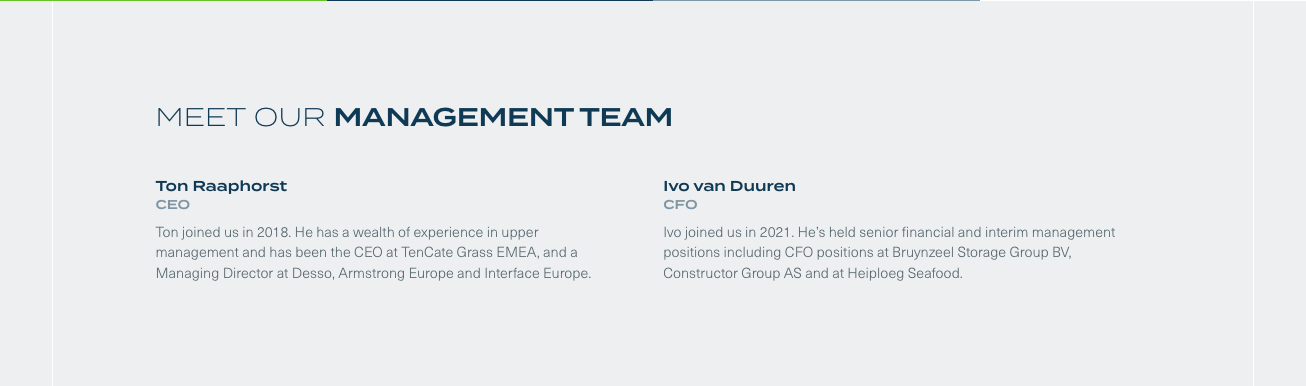 MEET OUR MANAGEMENT TEAM
Ton Raaphorst
CEO
Ton joined us in 2018. He has a wealth of experience in upper
management and has been the CEO at TenCate Grass EMEA, and a
Managing Director at Desso, Armstrong Europe and Interface Europe.
Ivo van Duuren
CFO
Ivo joined us in 2021. He's held senior financial and interim management
positions including CFO positions at Bruynzeel Storage Group BV,
Constructor Group AS and at Heiploeg Seafood.